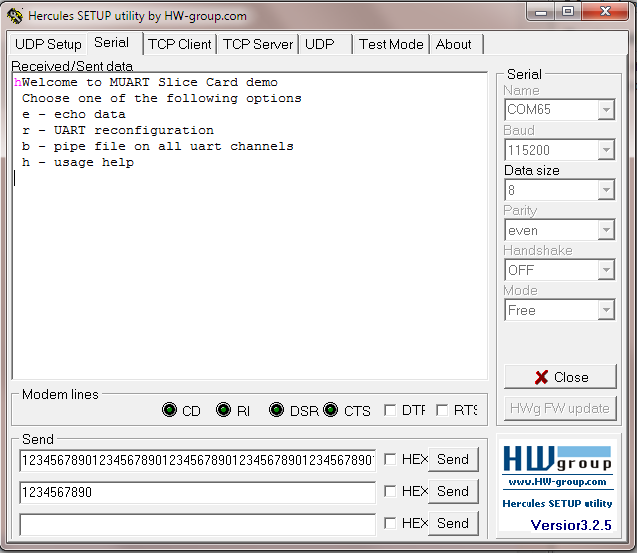 Hercules SETUP utility by HW-group.com
UDP Setup Serial TCP Client TCP Server UDP Test Mode About
Received/Sent data
hWelcome to MUART Slice Card demo
Choose one of the following options
e - echo data
r - UART reconfiguration
b - pipe file on all uart channels
h - usage help
Serial
Name
COM65
Baud
115200
Data size
8
Parity
even
Handshake
OFF
Mode
Free
Close
HWg FW update
Modem lines
CD RI DSR CTS DTR RTS
Send
123456789012345678901234567890123456789012345678901 HEX Send
1234567890 HEX Send
HEX Send
HW group
www.HW-group.com
Hercules SETUP utility
Version3.2.5